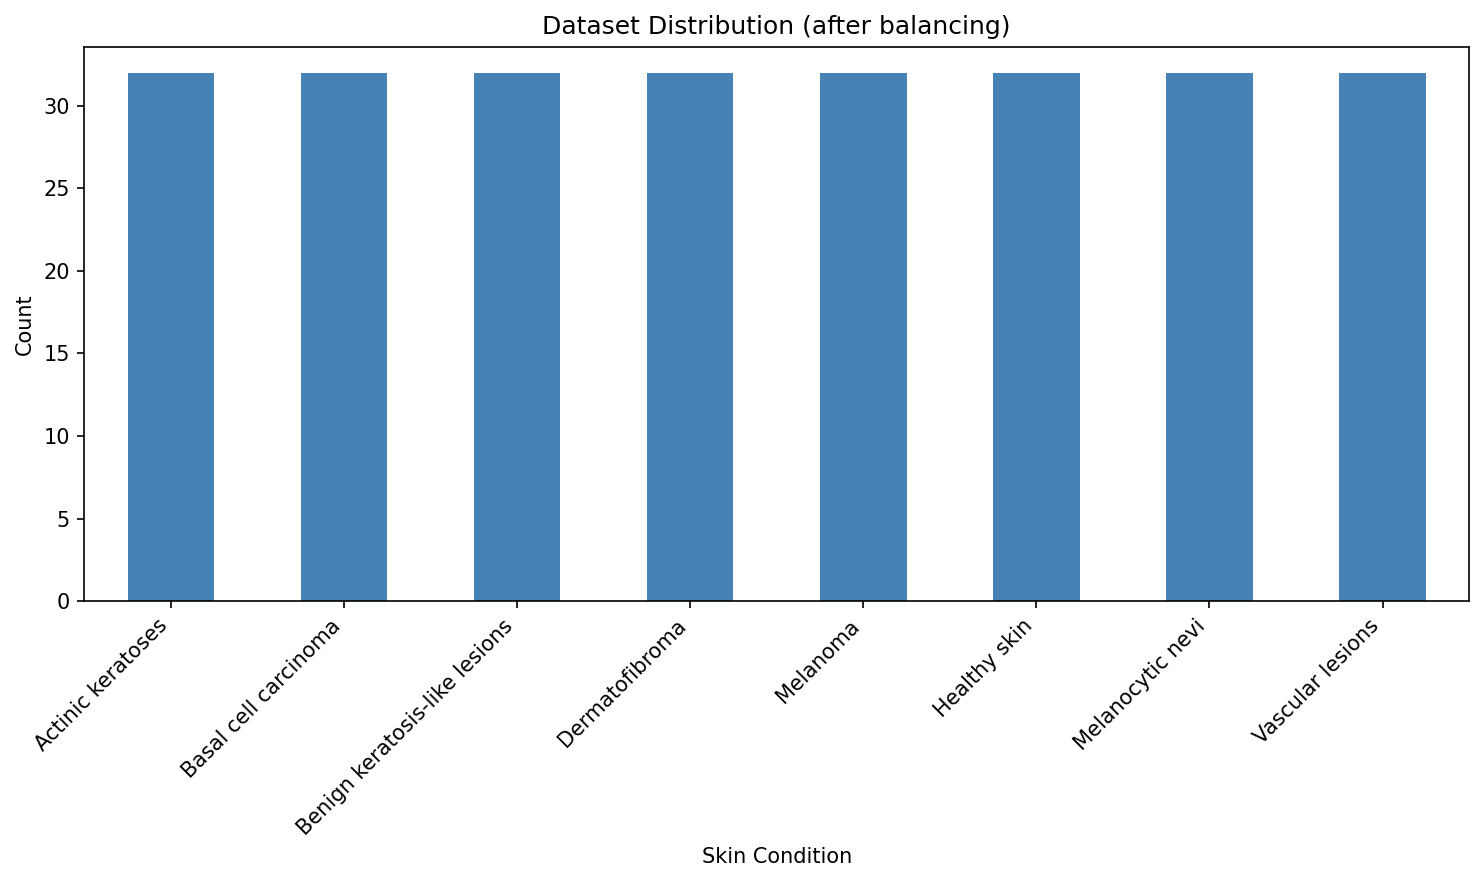 Dataset Distribution (after balancing)
Count
30
25
20
15
10
5
0
Actinic keratoses
Basal cell carcinoma
Benign keratosis-like lesions
Dermatofibroma
Melanoma
Healthy skin
Melanocytic nevi
Vascular lesions
Skin Condition